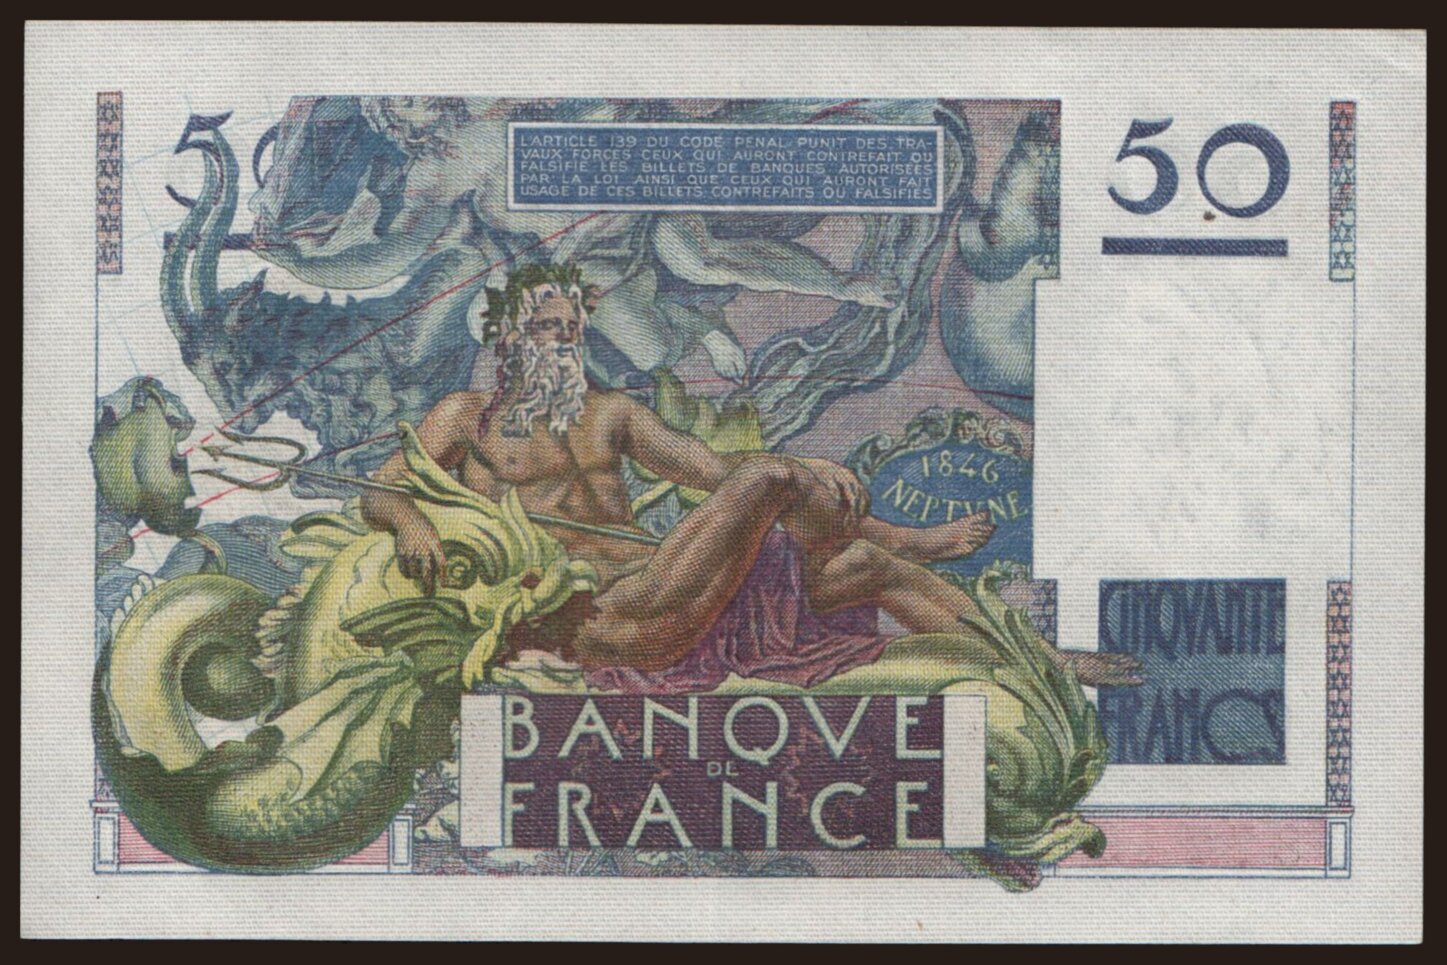 50
L'ARTICLE 139 DU CODE PENAL PUNIT DES TRA-
VAUX FORCES CEUX QUI AURONT CONTREFAIT OU
FALSIFIE LES BILLETS DE BANQUES AUTORISEES
PAR LA LOI AINSI QUE CEUX QUI AURONT FAIT
USAGE DE CES BILLETS CONTREFAITS OU FALSIFIES
50
1846
NEPTVNE
CINQVANTE
FRANCS
BANQVE
DE
FRANCE